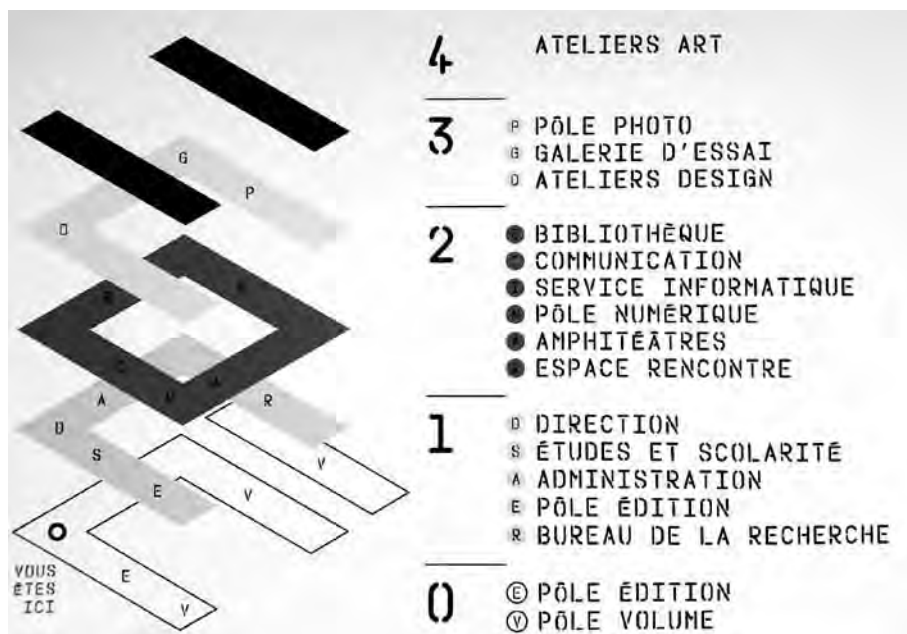 4 ATELIERS ART
3 P PÔLE PHOTO
G GALERIE D'ESSAI
D ATELIERS DESIGN
2 BIBLIOTHÈQUE
COMMUNICATION
SERVICE INFORMATIQUE
PÔLE NUMÉRIQUE
AMPHITÉÂTRES
ESPACE RENCONTRE
1 D DIRECTION
S ÉTUDES ET SCOLARITÉ
A ADMINISTRATION
E PÔLE ÉDITION
R BUREAU DE LA RECHERCHE
0 E PÔLE ÉDITION
V PÔLE VOLUME
G
P
D
A
R
D
S
V
E
V
E
V
VOUS
ÊTES
ICI